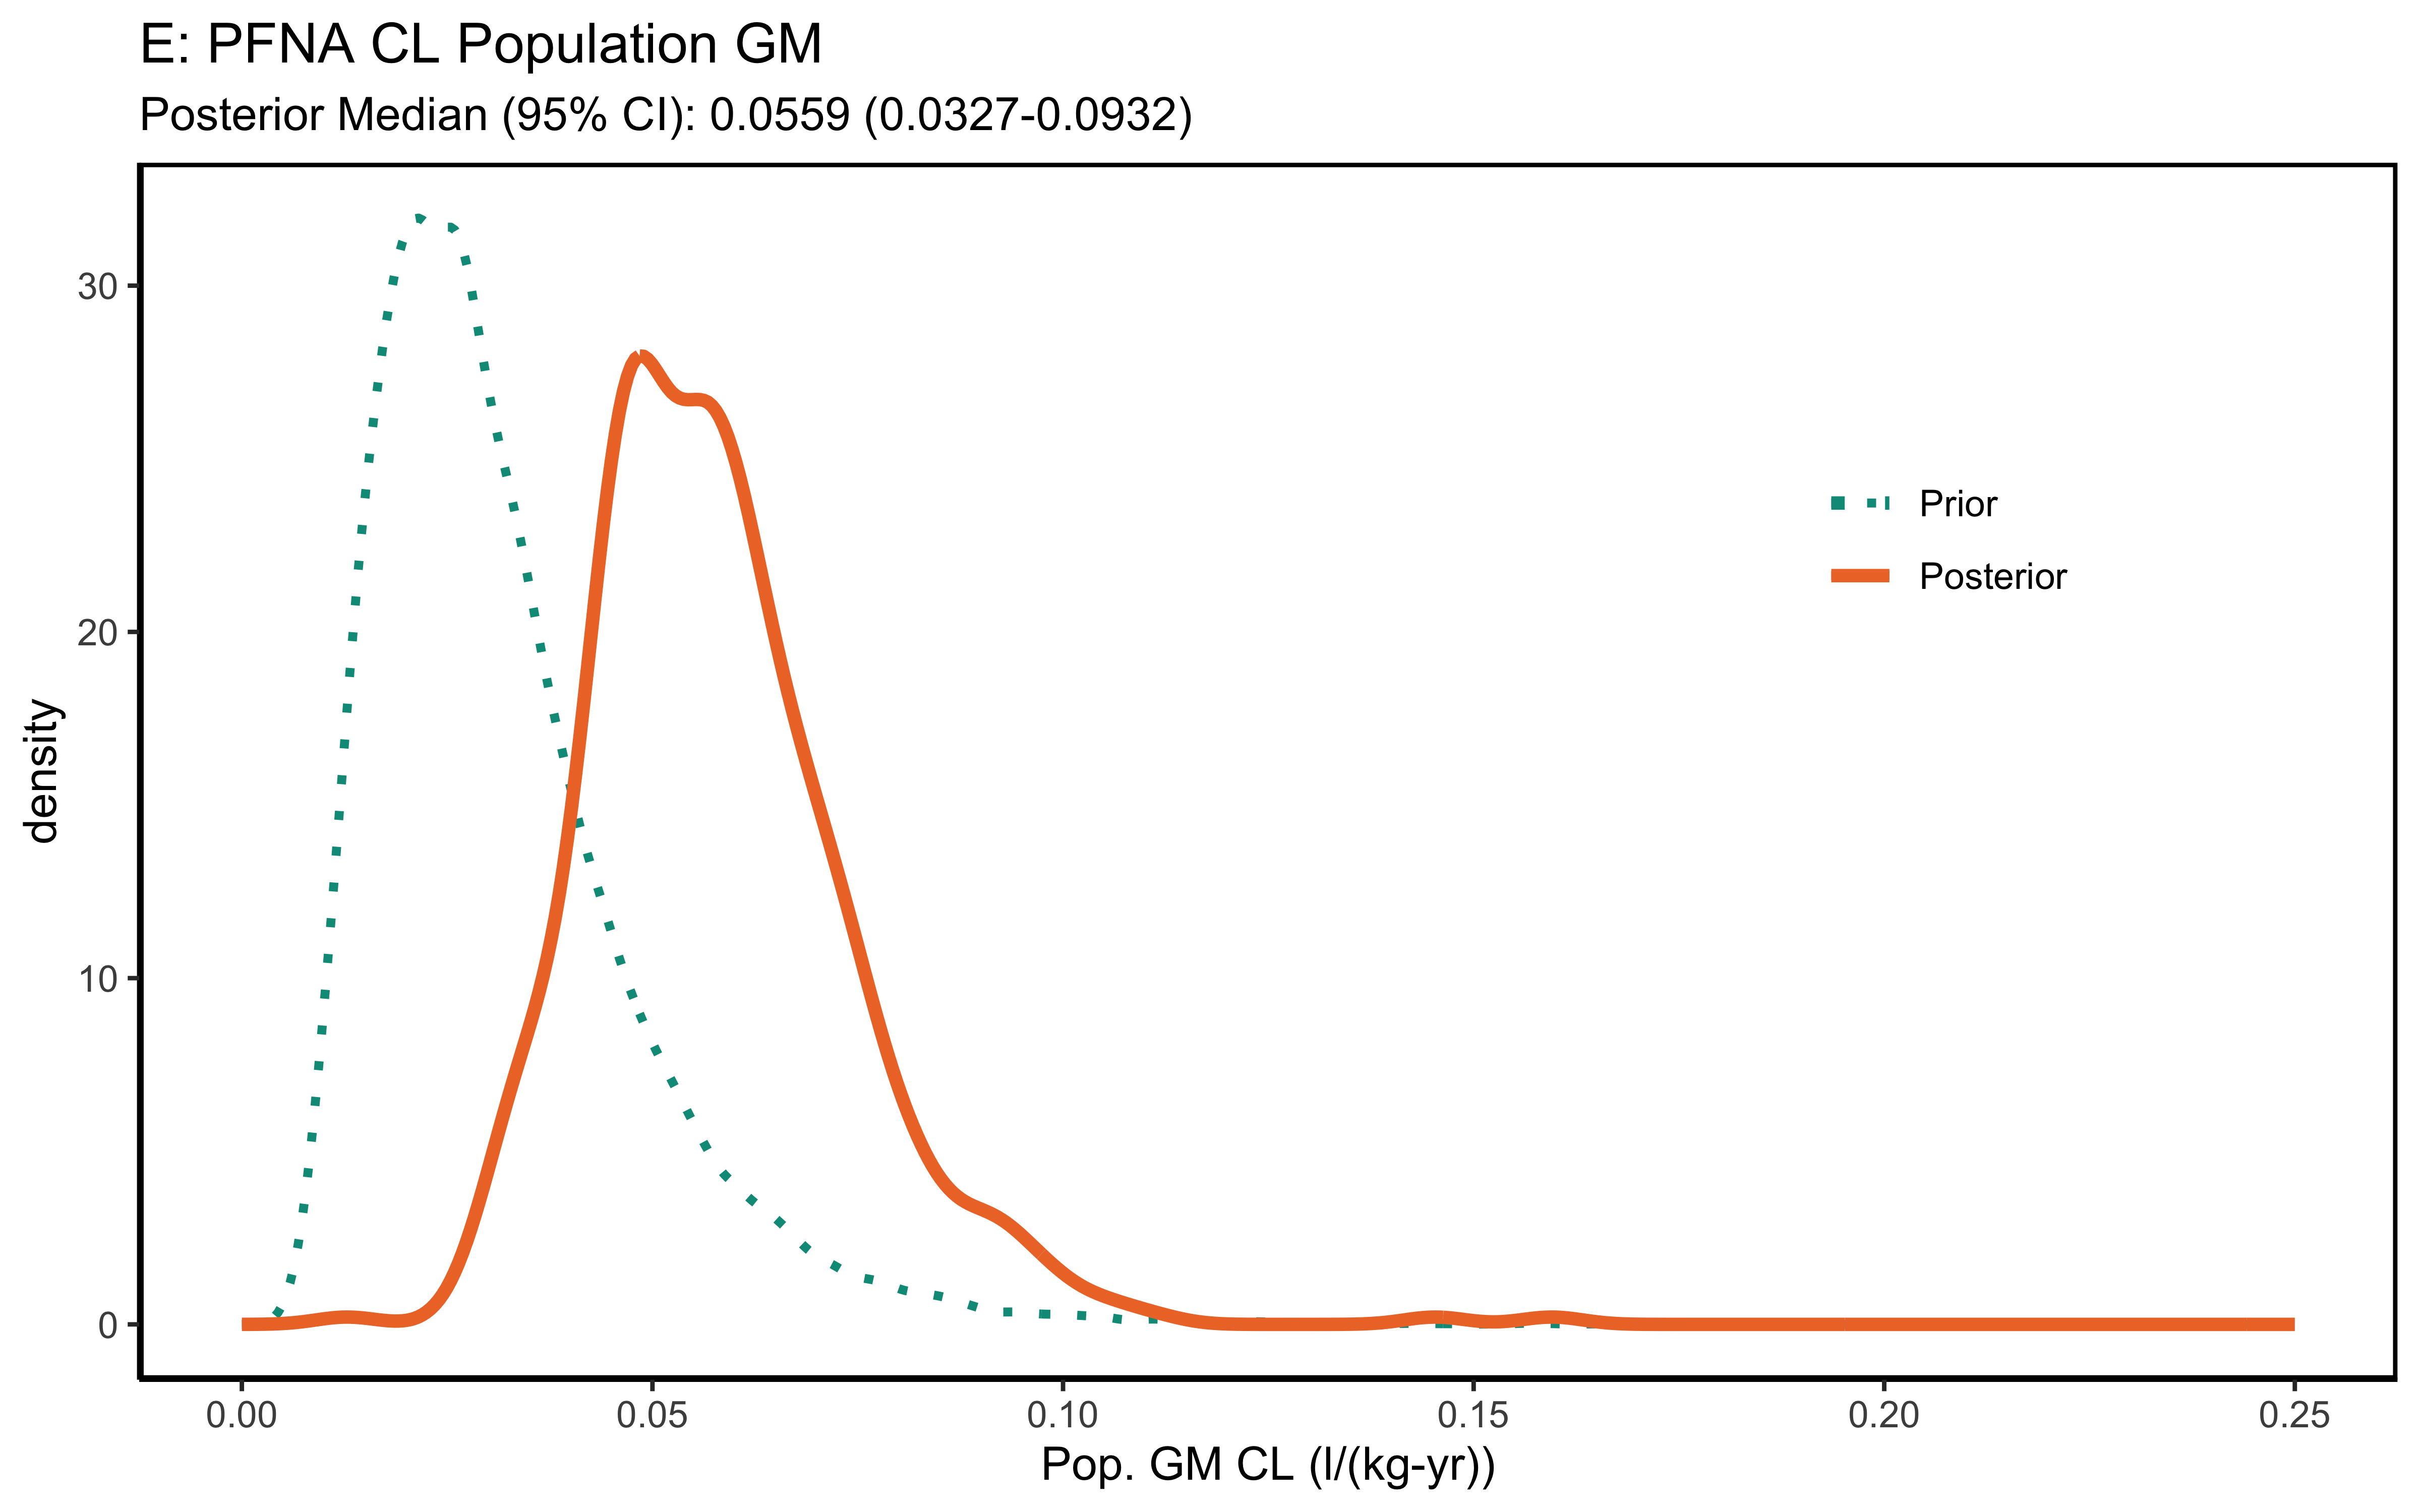 E: PFNA CL Population GM
Posterior Median (95% CI): 0.0559 (0.0327-0.0932)
density
30
20
10
0
Prior
Posterior
0.00 0.05 0.10 0.15 0.20 0.25
Pop. GM CL (l/(kg-yr))